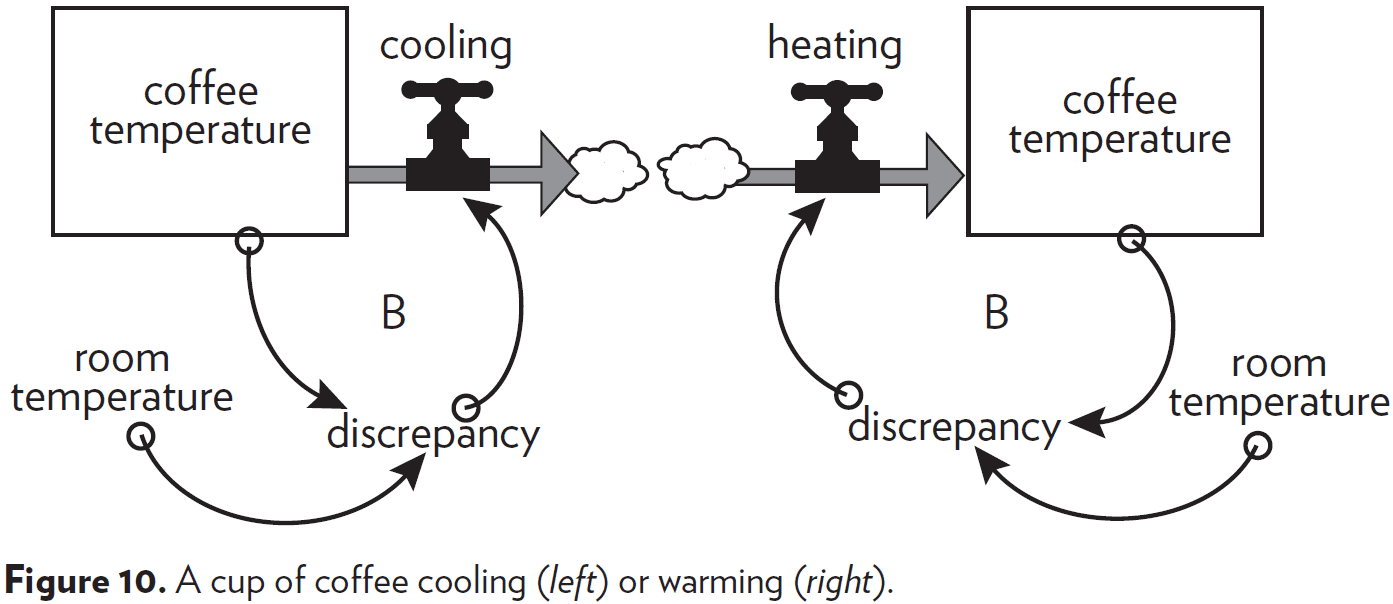 cooling
coffee
temperature
B
room
temperature
discrepancy
heating
coffee
temperature
B
room
temperature
discrepancy
Figure 10. A cup of coffee cooling (left) or warming (right).